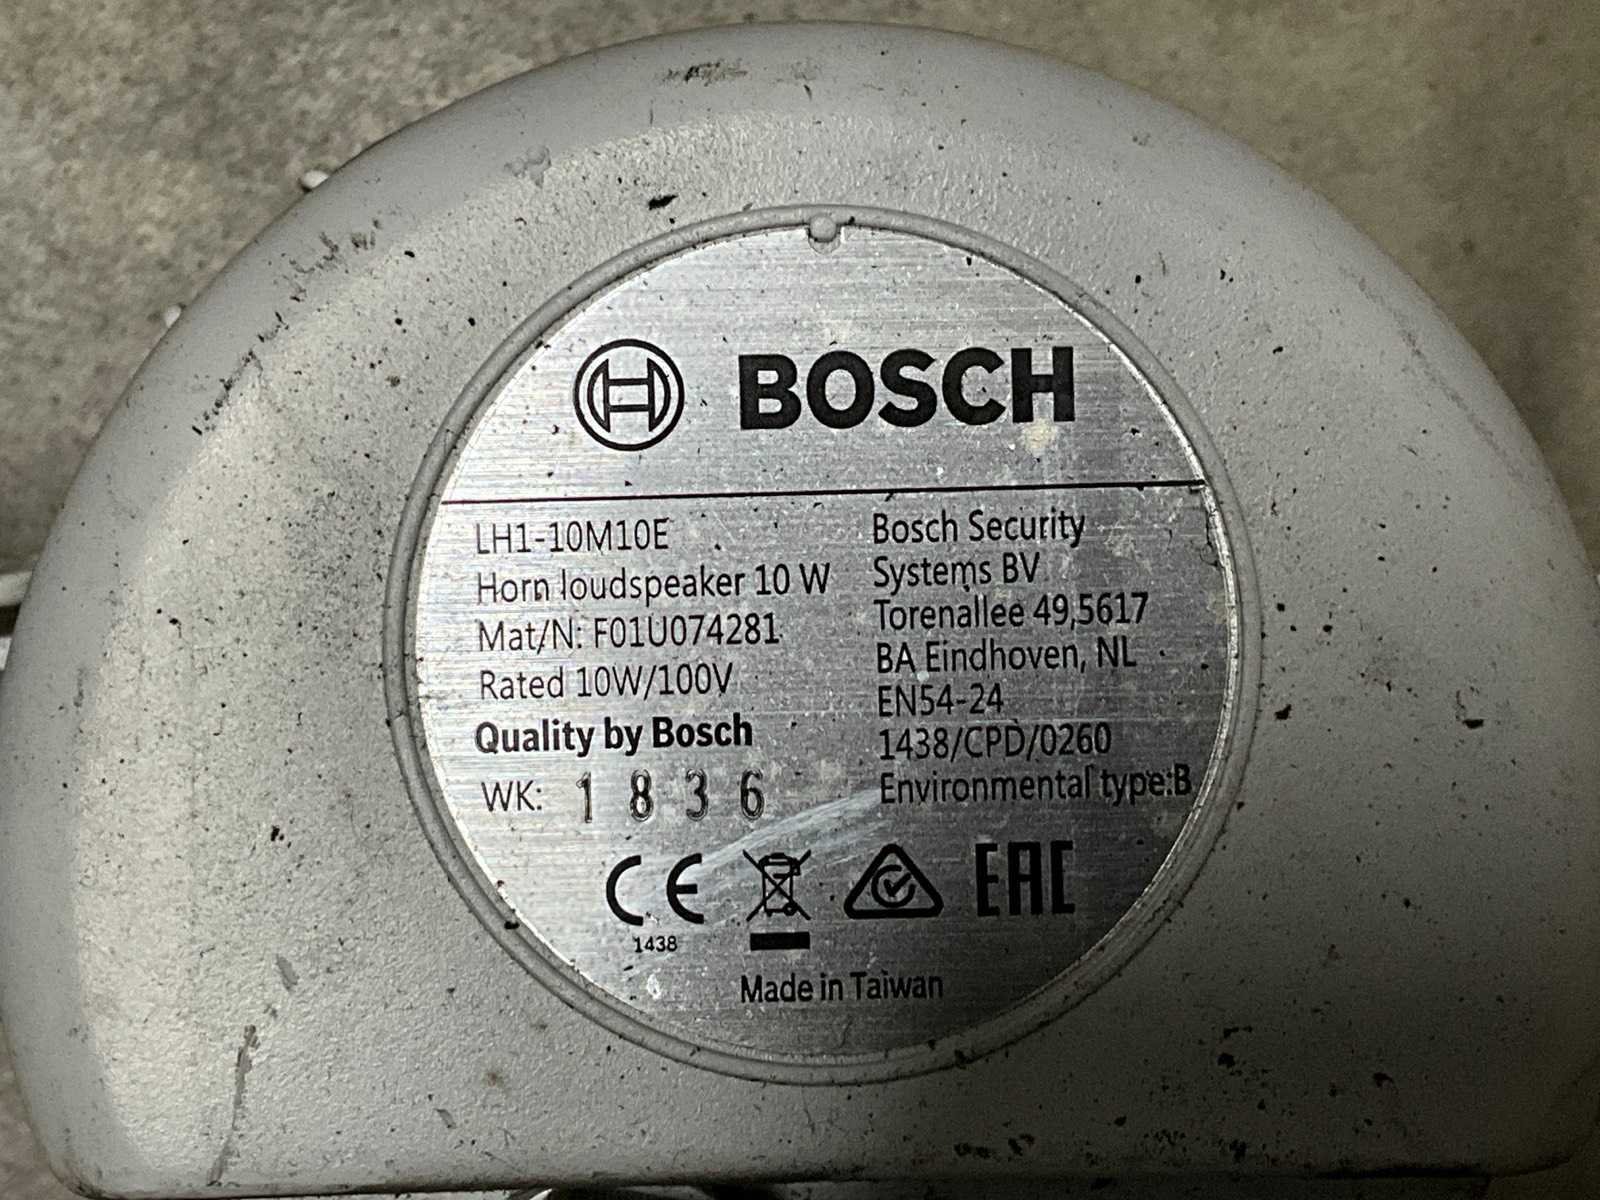 BOSCH
LH1-10M10E
Horn loudspeaker 10 W
Mat/N: F01U074281
Rated 10W/100V
Quality by Bosch
WK: 1 8 3 6
Bosch Security
Systems BV
Torenallee 49,5617
BA Eindhoven, NL
EN54-24
1438/CPD/0260
Environmental type:B
CE
1438
EAC
Made in Taiwan